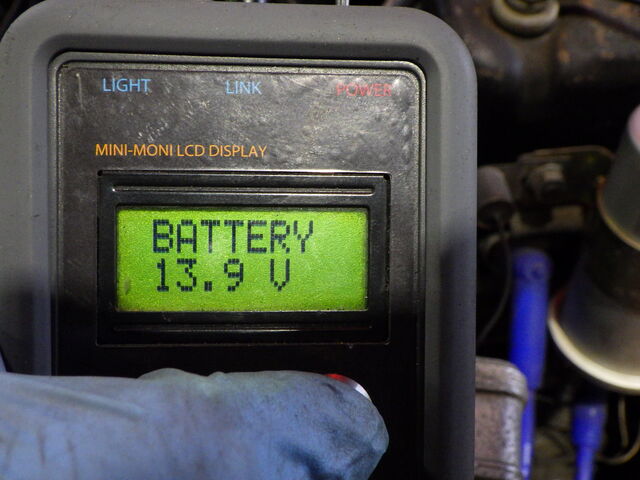 LIGHT LINK POWER
MINI-MONI LCD DISPLAY
BATTERY
13.9 V